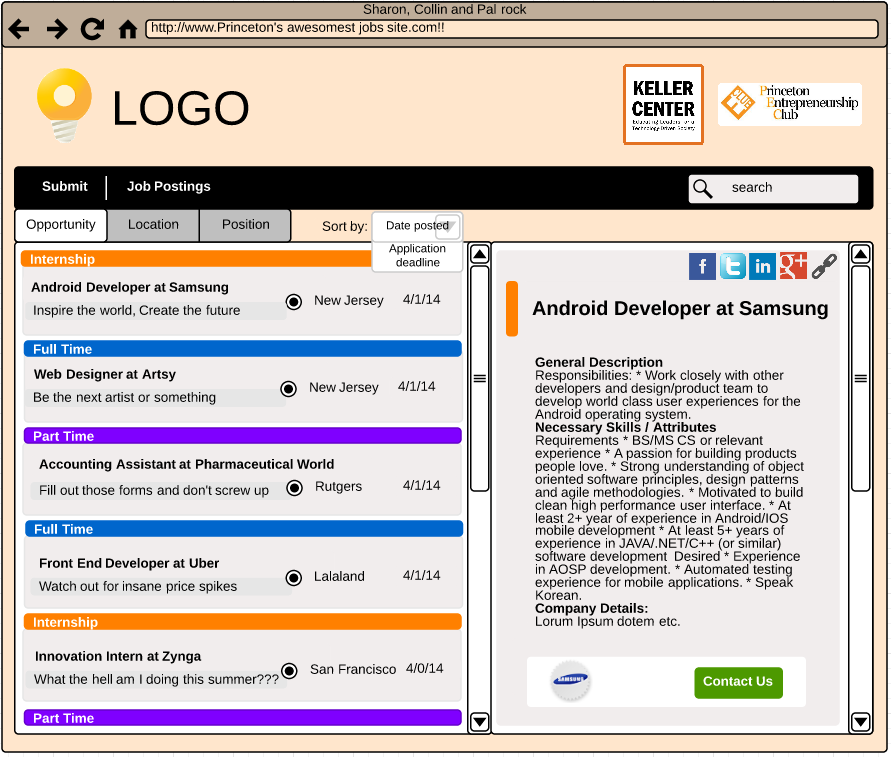 Sharon, Collin and Pal rock
http://www.Princeton's awesomest jobs site.com!!
LOGO
KELLER
CENTER
Educating Leaders for a
Technology-Driven Society
E CLUB
Princeton
Entrepreneurship
Club
Submit
Job Postings
search
Opportunity
Location
Position
Sort by:
Date posted
Application
deadline
Internship
Android Developer at Samsung
Inspire the world, Create the future
New Jersey
4/1/14
Full Time
Web Designer at Artsy
Be the next artist or something
New Jersey
4/1/14
Part Time
Accounting Assistant at Pharmaceutical World
Fill out those forms and don't screw up
Rutgers
4/1/14
Full Time
Front End Developer at Uber
Watch out for insane price spikes
Lalaland
4/1/14
Internship
Innovation Intern at Zynga
What the hell am I doing this summer???
San Francisco
4/0/14
Part Time
f
t
in
g+
Android Developer at Samsung
General Description
Responsibilities: * Work closely with other
developers and design/product team to
develop world class user experiences for the
Android operating system.
Necessary Skills / Attributes
Requirements * BS/MS CS or relevant
experience * A passion for building products
people love. * Strong understanding of object
oriented software principles, design patterns
and agile methodologies. * Motivated to build
clean high performance user interface. * At
least 2+ year of experience in Android/IOS
mobile development * At least 5+ years of
experience in JAVA/.NET/C++ (or similar)
software development  Desired * Experience
in AOSP development. * Automated testing
experience for mobile applications. * Speak
Korean.
Company Details:
Lorum Ipsum dotem etc.
SAMSUNG
Contact Us